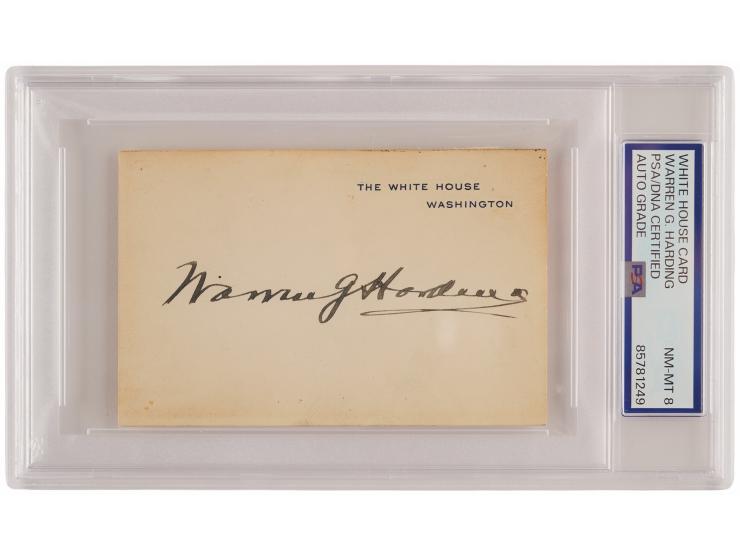 THE WHITE HOUSE
WASHINGTON
Warren G Harding
WHITE HOUSE CARD
WARREN G. HARDING
PSA/DNA CERTIFIED
AUTO GRADE
PSA
NM-MT 8
85781249